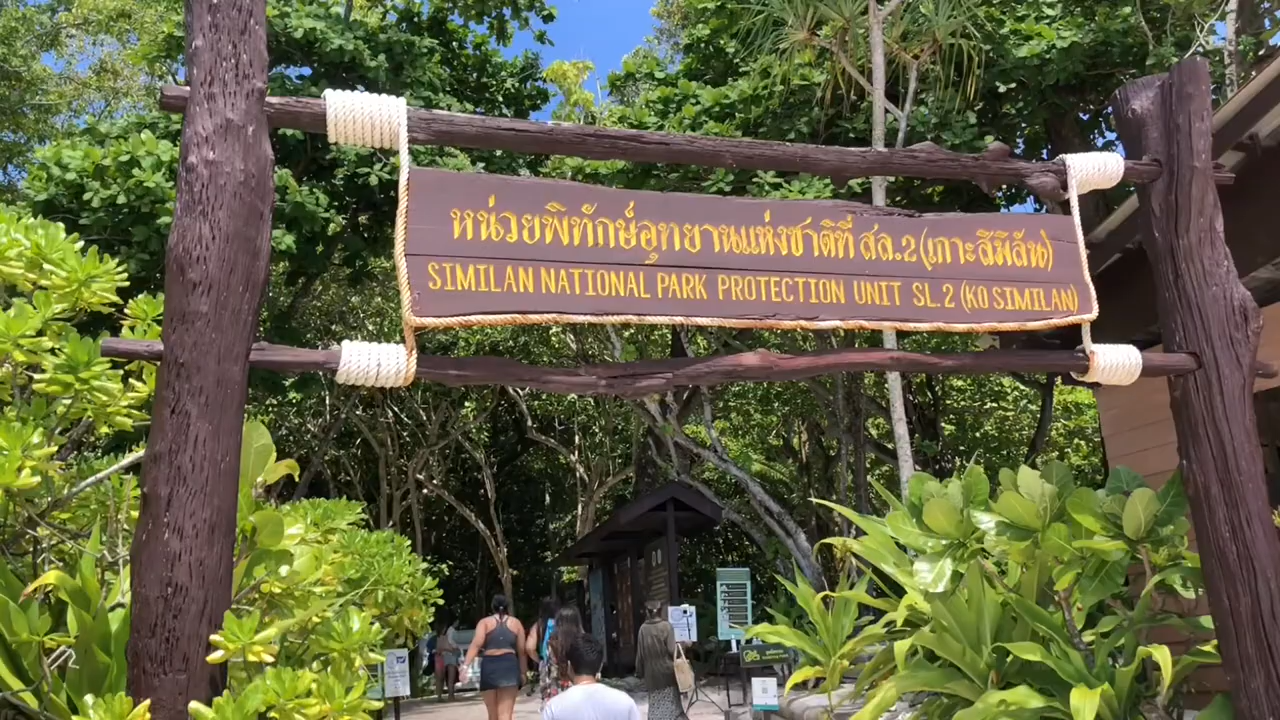 หน่วยพิทักษ์อุทยานแห่งชาติที่ สล.2 (เกาะสิมิลัน)
SIMILAN NATIONAL PARK PROTECTION UNIT SL.2 (KO SIMILAN)